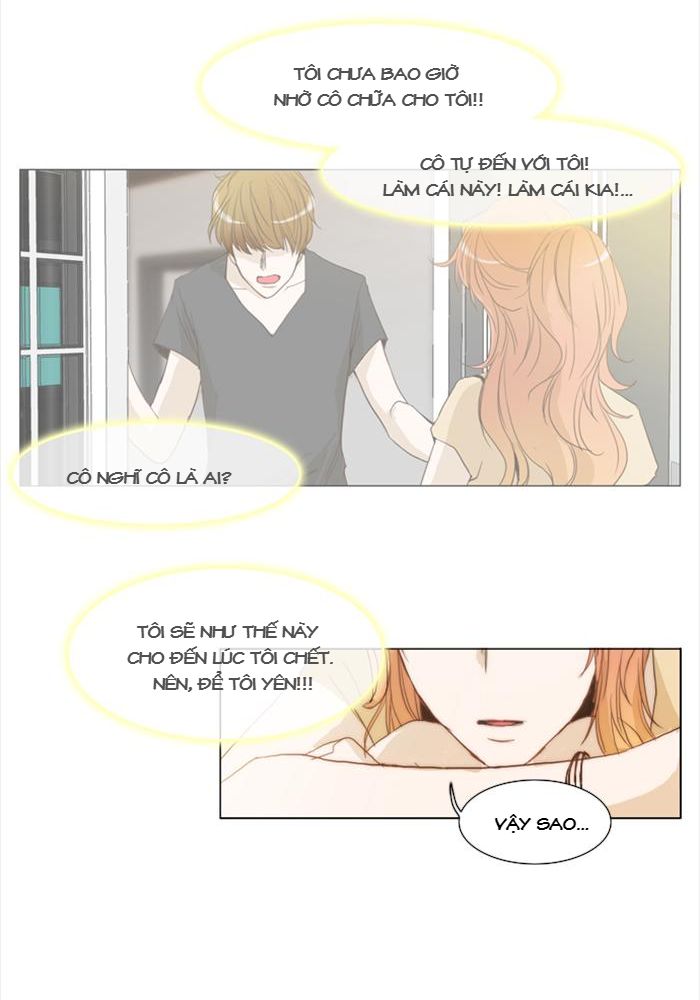 TÔI CHƯA BAO GIỜ
NHỜ CÔ CHỮA CHO TÔI!!
CÔ TỰ ĐẾN VỚI TÔI!
LÀM CÁI NÀY! LÀM CÁI KIA!...
CÔ NGHĨ CÔ LÀ AI?
TÔI SẼ NHƯ THẾ NÀY
CHO ĐẾN LÚC TÔI CHẾT.
NÊN, ĐỂ TÔI YÊN!!!
VẬY SAO...